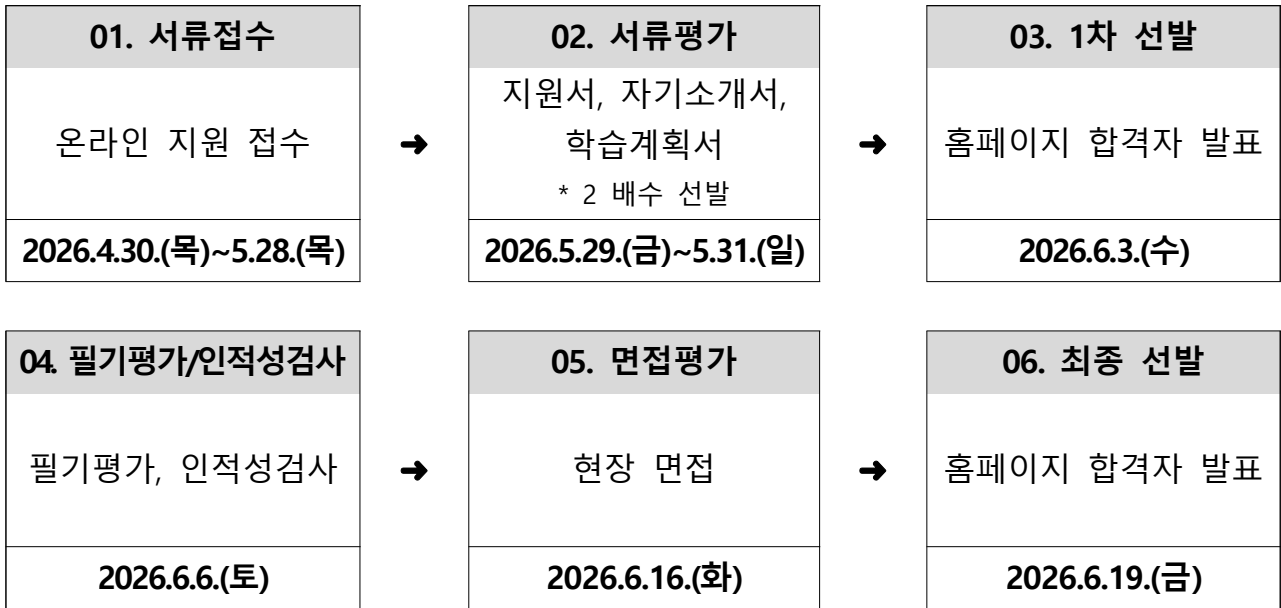 01. 서류접수
온라인 지원 접수
2026.4.30.(목)~5.28.(목)
➜
02. 서류평가
지원서, 자기소개서,
학습계획서
* 2 배수 선발
2026.5.29.(금)~5.31.(일)
➜
03. 1차 선발
홈페이지 합격자 발표
2026.6.3.(수)
04. 필기평가/인적성검사
필기평가, 인적성검사
2026.6.6.(토)
➜
05. 면접평가
현장 면접
2026.6.16.(화)
➜
06. 최종 선발
홈페이지 합격자 발표
2026.6.19.(금)